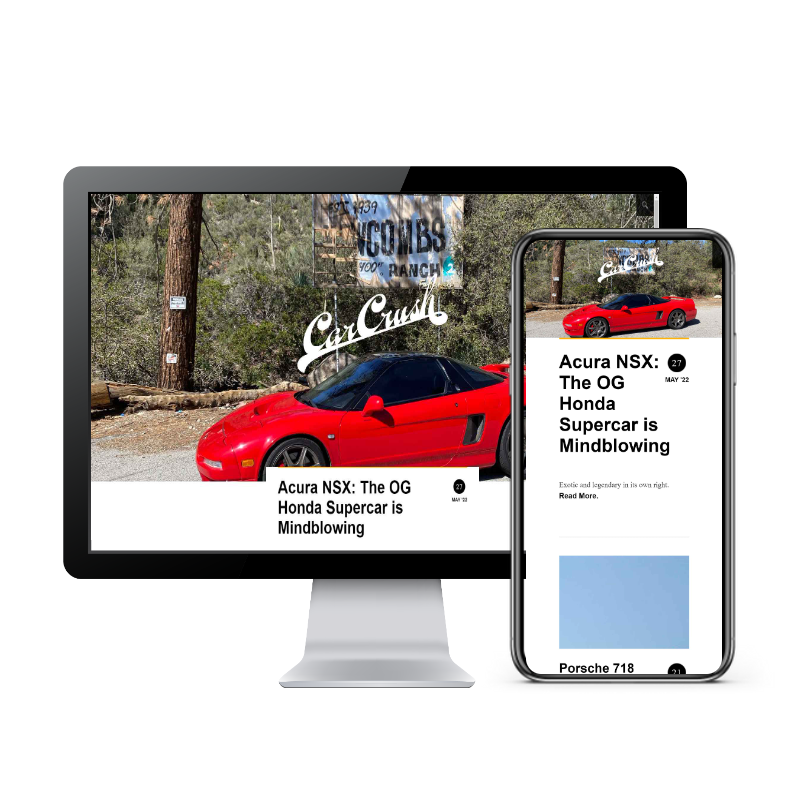 EST 1939
WCOMBS
RANCH
CarCrush
Acura NSX: The OG
Honda Supercar is
Mindblowing
27
MAY '22
CarCrush
Acura NSX:
The OG
Honda
Supercar is
Mindblowing
27
MAY '22
Exotic and legendary in its own right.
Read More.
Porsche 718
21